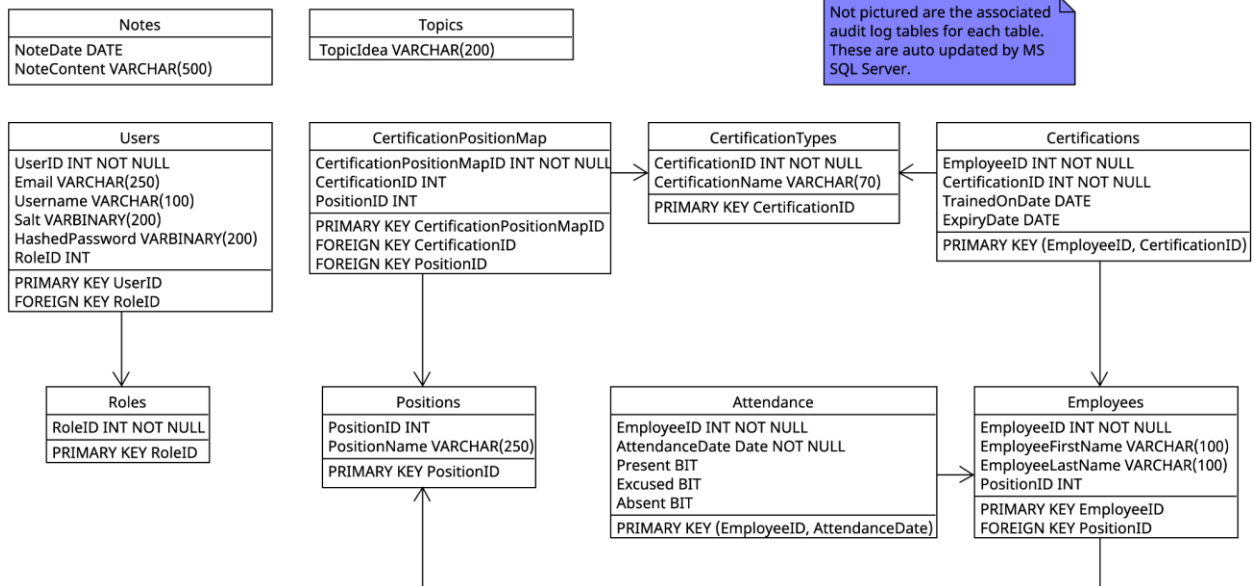 Notes
NoteDate DATE
NoteContent VARCHAR(500)
Topics
TopicIdea VARCHAR(200)
Not pictured are the associated
audit log tables for each table.
These are auto updated by MS
SQL Server.
Users
UserID INT NOT NULL
Email VARCHAR(250)
Username VARCHAR(100)
Salt VARBINARY(200)
HashedPassword VARBINARY(200)
RoleID INT
PRIMARY KEY UserID
FOREIGN KEY RoleID
CertificationPositionMap
CertificationPositionMapID INT NOT NULL
CertificationID INT
PositionID INT
PRIMARY KEY CertificationPositionMapID
FOREIGN KEY CertificationID
FOREIGN KEY PositionID
CertificationTypes
CertificationID INT NOT NULL
CertificationName VARCHAR(70)
PRIMARY KEY CertificationID
Certifications
EmployeeID INT NOT NULL
CertificationID INT NOT NULL
TrainedOnDate DATE
ExpiryDate DATE
PRIMARY KEY (EmployeeID, CertificationID)
Roles
RoleID INT NOT NULL
PRIMARY KEY RoleID
Positions
PositionID INT
PositionName VARCHAR(250)
PRIMARY KEY PositionID
Attendance
EmployeeID INT NOT NULL
AttendanceDate Date NOT NULL
Present BIT
Excused BIT
Absent BIT
PRIMARY KEY (EmployeeID, AttendanceDate)
Employees
EmployeeID INT NOT NULL
EmployeeFirstName VARCHAR(100)
EmployeeLastName VARCHAR(100)
PositionID INT
PRIMARY KEY EmployeeID
FOREIGN KEY PositionID